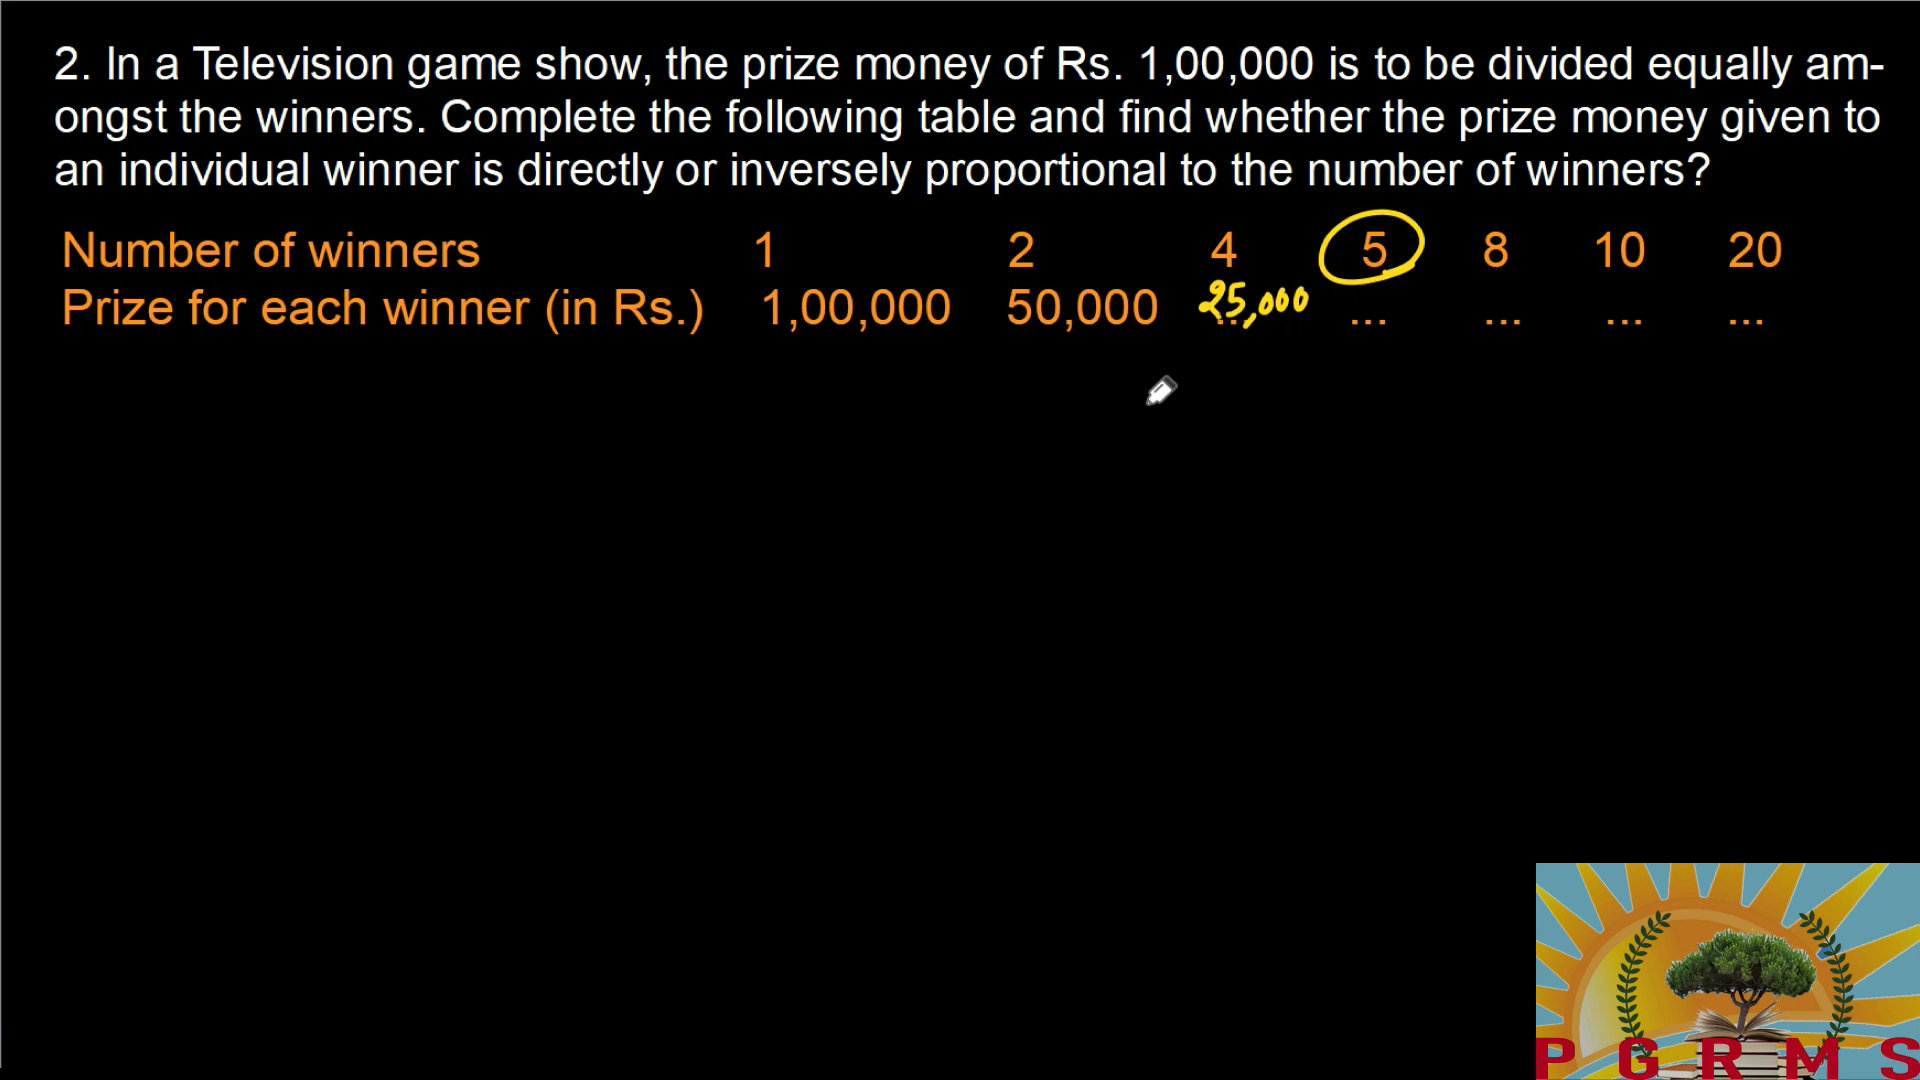 2. In a Television game show, the prize money of Rs. 1,00,000 is to be divided equally am-
ongst the winners. Complete the following table and find whether the prize money given to
an individual winner is directly or inversely proportional to the number of winners?
Number of winners 1 2 4 5 8 10 20
Prize for each winner (in Rs.) 1,00,000 50,000 25,000 ... ... ... ...
P G R M S